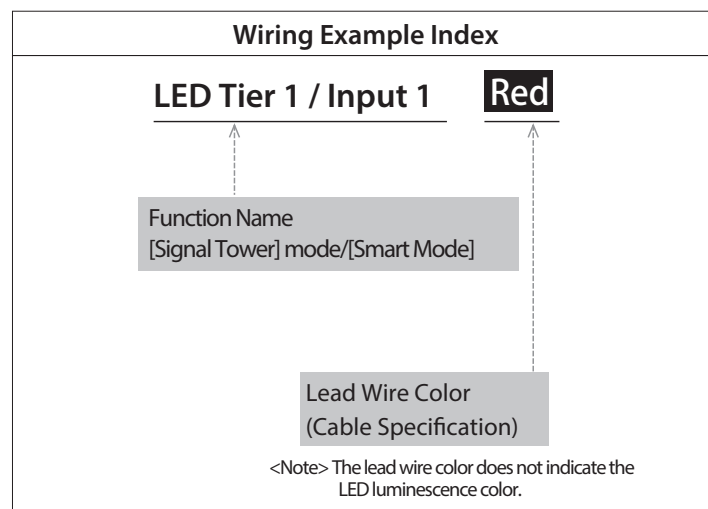 Wiring Example Index
LED Tier 1 / Input 1 Red
Function Name
[Signal Tower] mode/[Smart Mode]
Lead Wire Color
(Cable Specification)
<Note> The lead wire color does not indicate the
LED luminescence color.